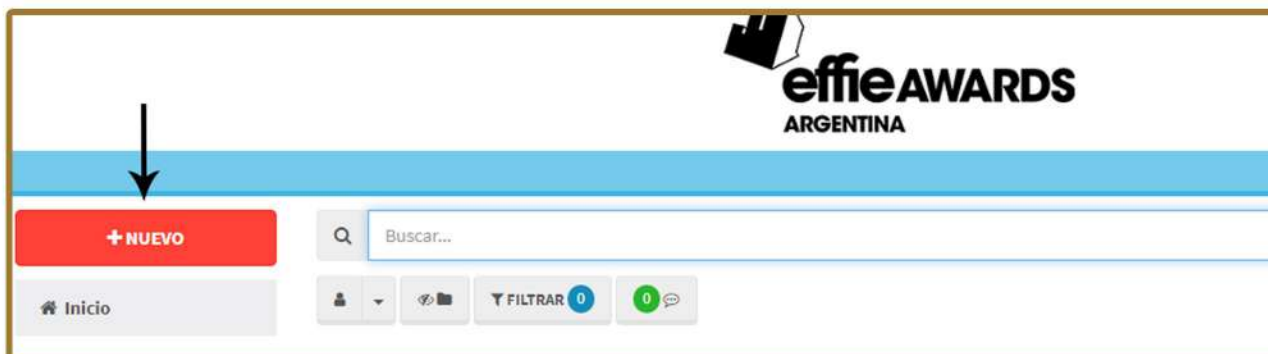 effie AWARDS
ARGENTINA
+ NUEVO
Buscar...
Inicio
FILTRAR 0
0